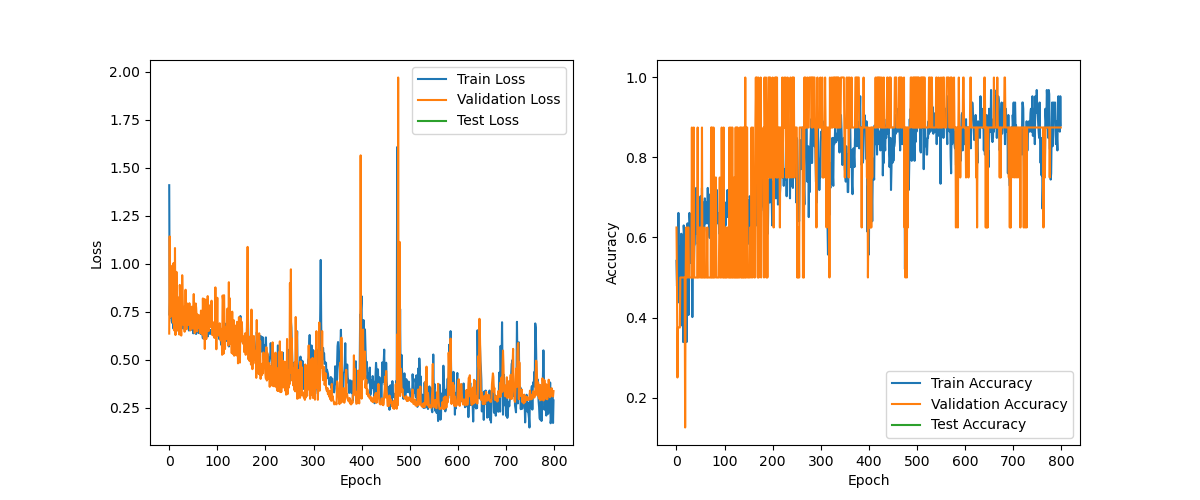 2.00
1.75
1.50
1.25
1.00
0.75
0.50
0.25
Loss
0 100 200 300 400 500 600 700 800
Epoch
Train Loss
Validation Loss
Test Loss
1.0
0.8
0.6
0.4
0.2
Accuracy
0 100 200 300 400 500 600 700 800
Epoch
Train Accuracy
Validation Accuracy
Test Accuracy